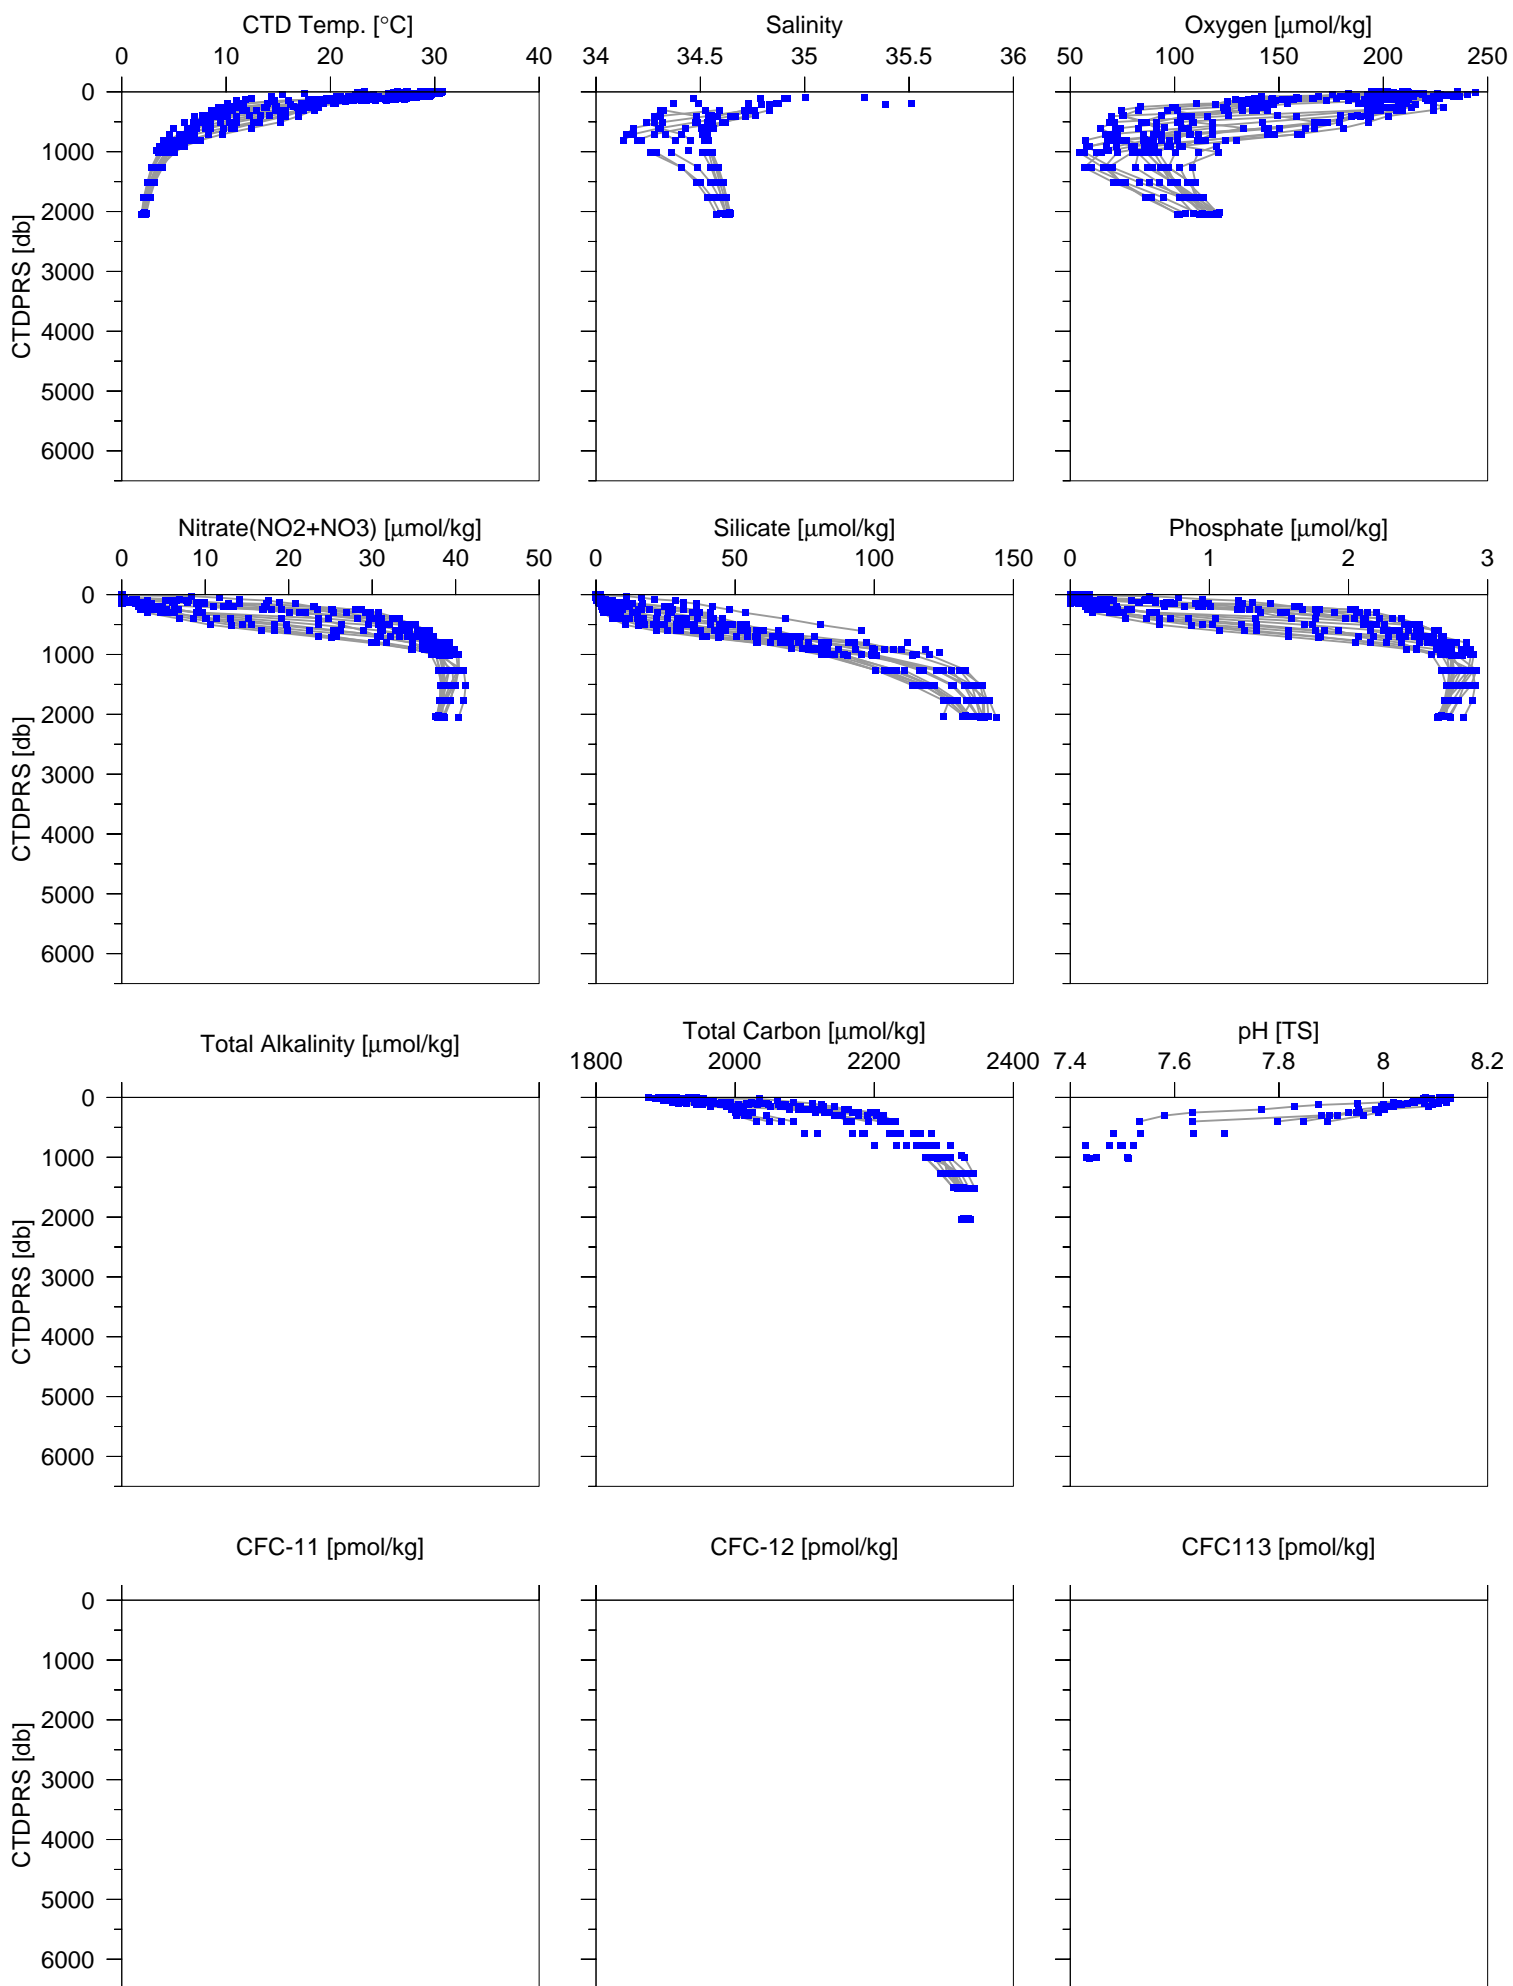 CTD Temp. [°C] Salinity Oxygen [μmol/kg]
0 10 20 30 40 34 34.5 35 35.5 36 50 100 150 200 250
0
1000
2000
3000
4000
5000
6000
CTDPRS [db]
Nitrate(NO2+NO3) [μmol/kg] Silicate [μmol/kg] Phosphate [μmol/kg]
0 10 20 30 40 50 0 50 100 150 0 1 2 3
0
1000
2000
3000
4000
5000
6000
CTDPRS [db]
Total Alkalinity [μmol/kg] Total Carbon [μmol/kg] pH [TS]
1800 2000 2200 2400 7.4 7.6 7.8 8 8.2
0
1000
2000
3000
4000
5000
6000
CTDPRS [db]
CFC-11 [pmol/kg] CFC-12 [pmol/kg] CFC113 [pmol/kg]
0
1000
2000
3000
4000
5000
6000
CTDPRS [db]